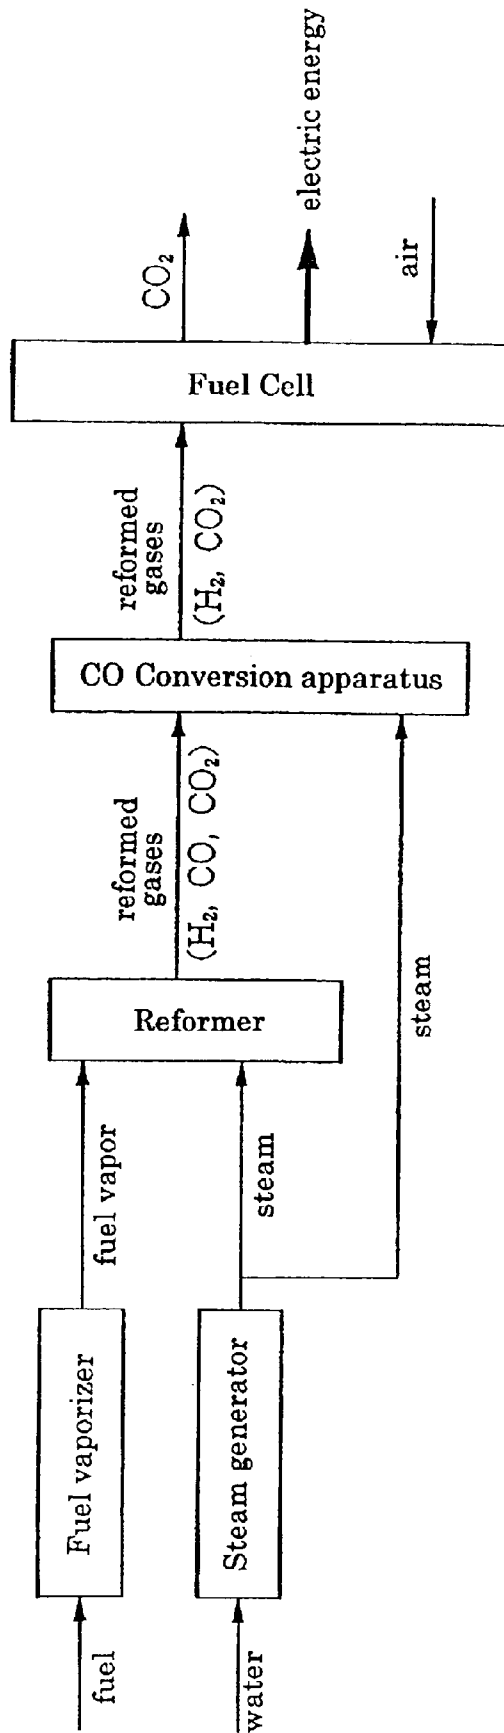 fuel
Fuel vaporizer
fuel vapor
water
Steam generator
steam
steam
Reformer
reformed
gases
(H₂, CO, CO₂)
CO Conversion apparatus
reformed
gases
(H₂, CO₂)
Fuel Cell
CO₂
electric energy
air